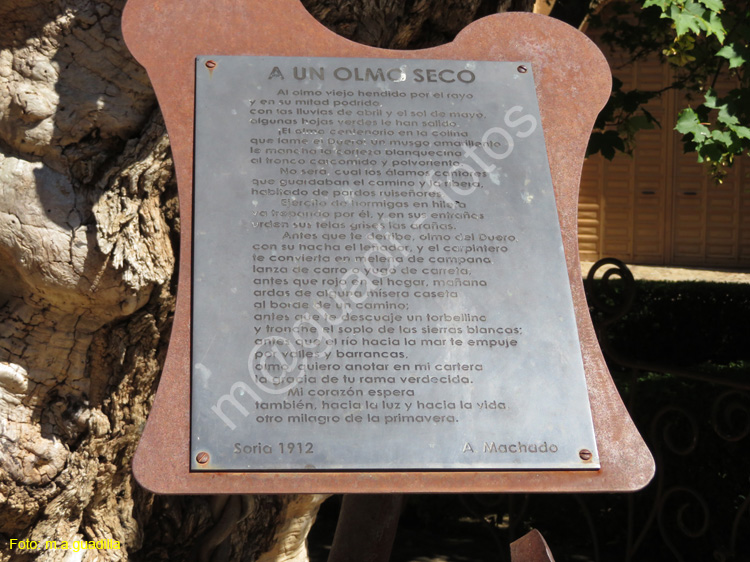 A UN OLMO SECO
Al olmo viejo hendido por el rayo
y en su mitad podrido,
con las lluvias de abril y el sol de mayo,
algunas hojas verdes le han salido.
¡El olmo centenario en la colina
que lame el Duero! un musgo amarillento
le mancha la corteza blanquecina
al tronco carcomido y polvoriento.
No será, cual los álamos cantores
que guardaban el camino y la ribera,
habitado de pardos ruiseñores.
Ejército de hormigas en hilera
va trepando por él, y en sus entrañas
urden sus telas grises las arañas.
Antes que te derribe, olmo del Duero
con su hacha el leñador, y el carpintero
te convierta en melena de campana
lanza de carro o yugo de carreta,
antes que rojo en el hogar, mañana
ardas de alguna mísera caseta
al borde de un camino;
antes que te descuaje un torbellino
y tronche el soplo de las sierras blancas;
antes que el río hacia la mar te empuje
por valles y barrancas,
olmo, quiero anotar en mi cartera
la gracia de tu rama verdecida.
Mi corazón espera
también, hacia la luz y hacia la vida,
otro milagro de la primavera.
Soria 1912 A. Machado
m@guadil - fotos
Foto: m.a.guadilla